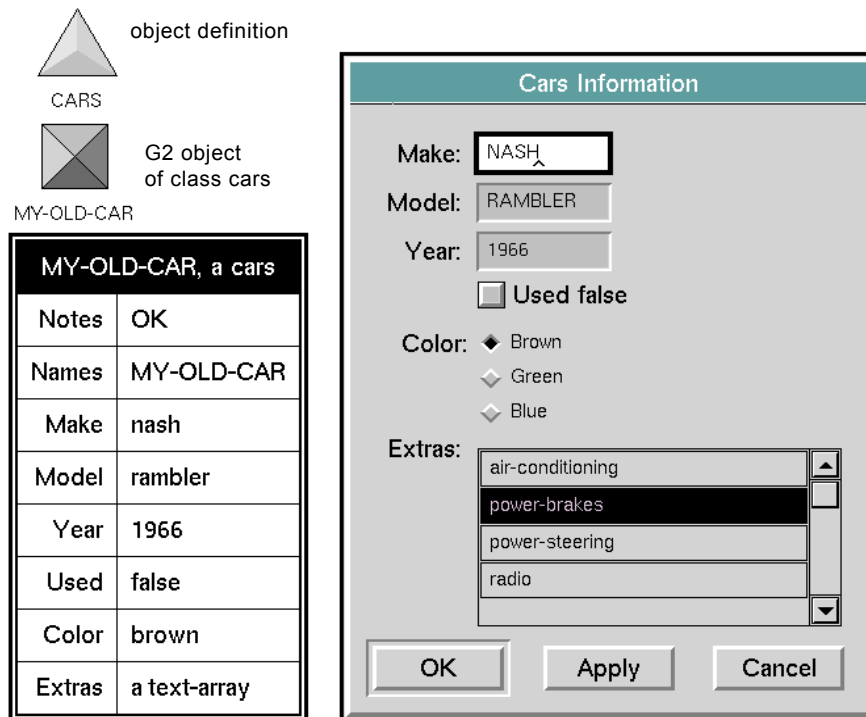 object definition
CARS
G2 object
of class cars
MY-OLD-CAR
MY-OLD-CAR, a cars
Notes OK
Names MY-OLD-CAR
Make nash
Model rambler
Year 1966
Used false
Color brown
Extras a text-array
Cars Information
Make: NASH
Model: RAMBLER
Year: 1966
Used false
Color: Brown
Green
Blue
Extras:
air-conditioning
power-brakes
power-steering
radio
OK Apply Cancel